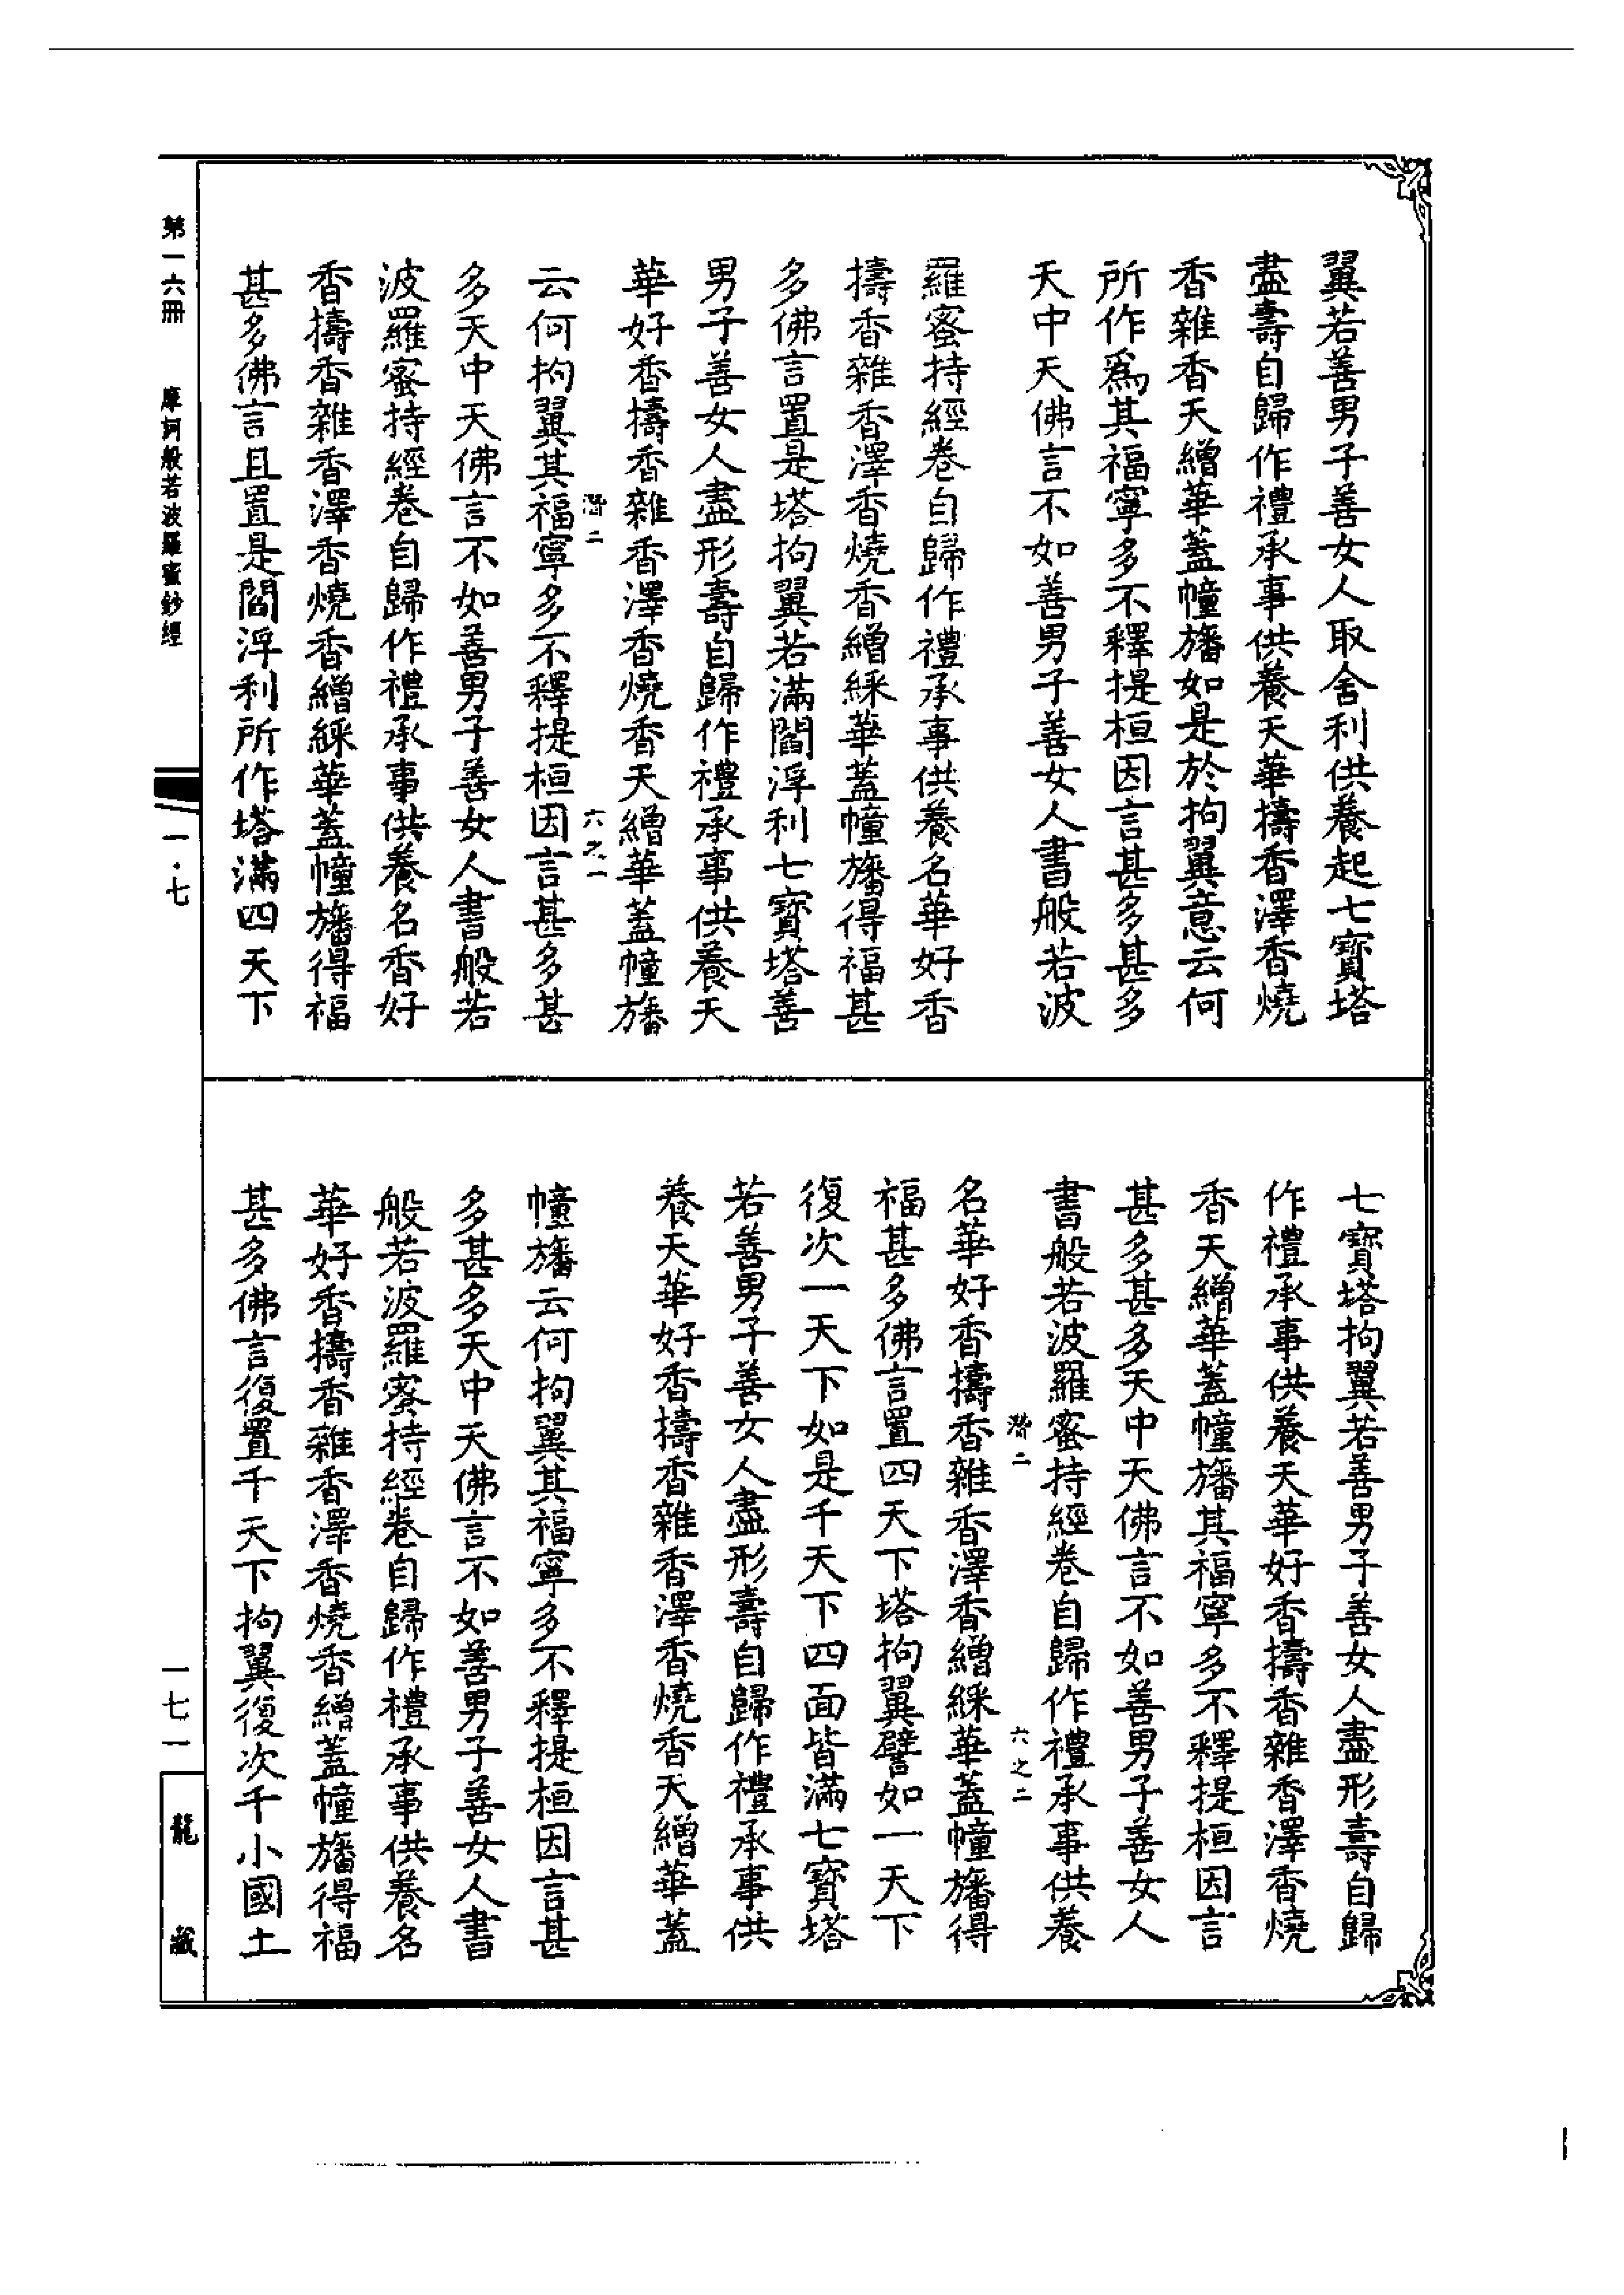 翼若善男子善女人取舍利供養起七寶塔
盡壽自歸作禮承事供養天華擣香澤香燒
香雜香天繒華蓋幢旛如是於拘翼意云何
所作爲其福寧多不釋提桓因言甚多甚多
天中天佛言不如善男子善女人書般若波
羅蜜持經卷自歸作禮承事供養名華好香
擣香雜香澤香燒香繒綵華蓋幢旛得福甚
多佛言置是塔拘翼若滿閻浮利七寶塔善
男子善女人盡形壽自歸作禮承事供養天
華好香擣香雜香澤香燒香天繒華蓋幢旛
濳二 六之一
云何拘翼其福寧多不釋提桓因言甚多甚
多天中天佛言不如善男子善女人書般若
波羅蜜持經卷自歸作禮承事供養名香好
香擣香雜香澤香燒香繒綵華蓋幢旛得福
甚多佛言且置是閻浮利所作塔滿四天下
七寶塔拘翼若善男子善女人盡形壽自歸
作禮承事供養天華好香擣香雜香澤香燒
香天繒華蓋幢旛其福寧多不釋提桓因言
甚多甚多天中天佛言不如善男子善女人
書般若波羅蜜持經卷自歸作禮承事供養
濳二 六之二
名華好香擣香雜香澤香繒綵華蓋幢旛得
福甚多佛言置四天下塔拘翼譬如一天下
復次一天下如是千天下四面皆滿七寶塔
若善男子善女人盡形壽自歸作禮承事供
養天華好香擣香雜香澤香燒香天繒華蓋
幢旛云何拘翼其福寧多不釋提桓因言甚
多甚多天中天佛言不如善男子善女人書
般若波羅蜜持經卷自歸作禮承事供養名
華好香擣香雜香澤香燒香繒蓋幢旛得福
甚多佛言復置千天下拘翼復次千小國土
第一六冊 摩訶般若波羅蜜鈔經
一·七
一七一
龍藏